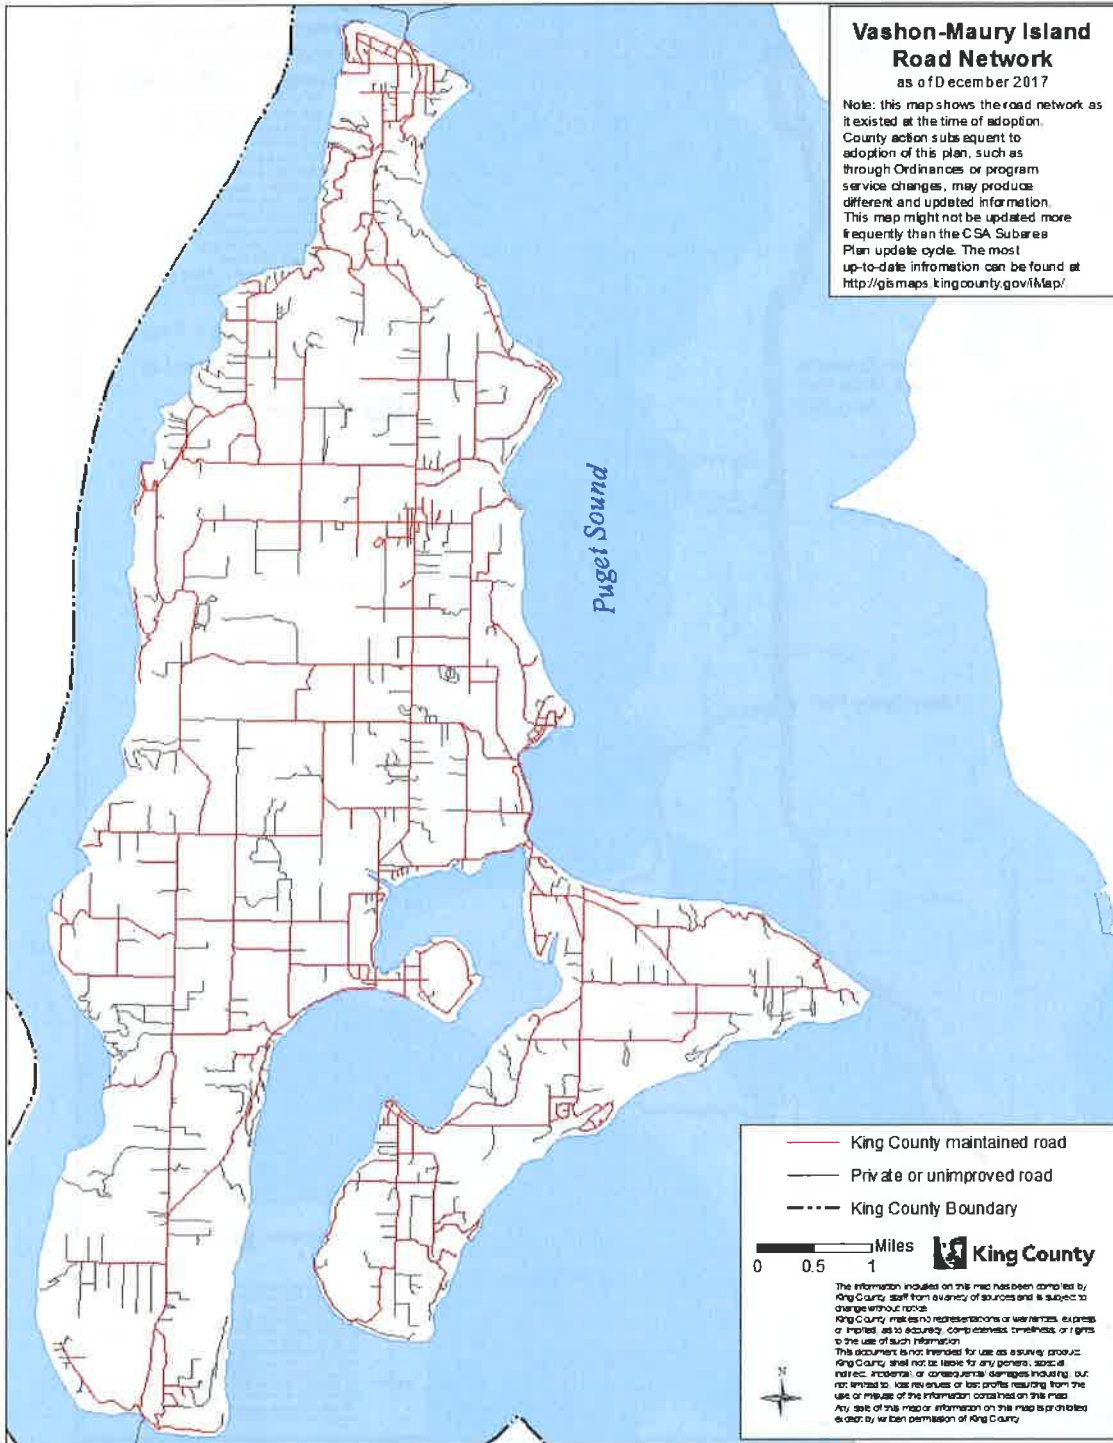 Vashon-Maury Island
Road Network
as of December 2017
Note: this map shows the road network as
it existed at the time of adoption.
County action subsequent to
adoption of this plan, such as
through Ordinances or program
service changes, may produce
different and updated information.
This map might not be updated more
frequently than the CSA Subarea
Plan update cycle. The most
up-to-date infromation can be found at
http://gismaps.kingcounty.gov/iMap/.
Puget Sound
King County maintained road
Private or unimproved road
King County Boundary
Miles
0 0.5 1
King County
The information included on this map has been compiled by
King County staff from a variety of sources and is subject to
change without notice.
King County makes no representations or warranties, express
or implied, as to accuracy, completeness, timeliness, or rights
to the use of such information.
This document is not intended for use as a survey product.
King County shall not be liable for any general, special,
indirect, incidental, or consequential damages including, but
not limited to, lost revenues or lost profits resulting from the
use or misuse of the information contained on this map.
Any sale of this map or information on this map is prohibited
except by written permission of King County.
N